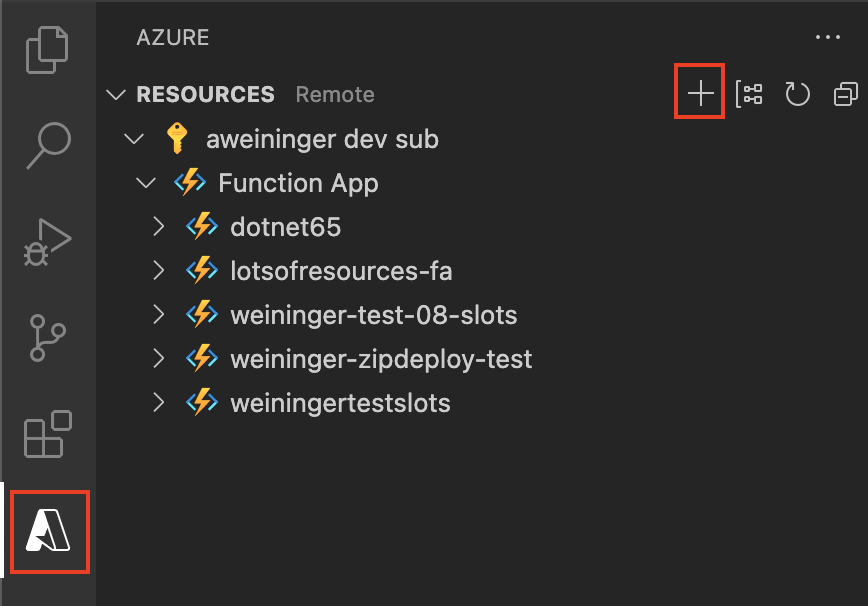 AZURE
RESOURCES Remote
aweininger dev sub
Function App
dotnet65
lotsofresources-fa
weininger-test-08-slots
weininger-zipdeploy-test
weiningertestslots